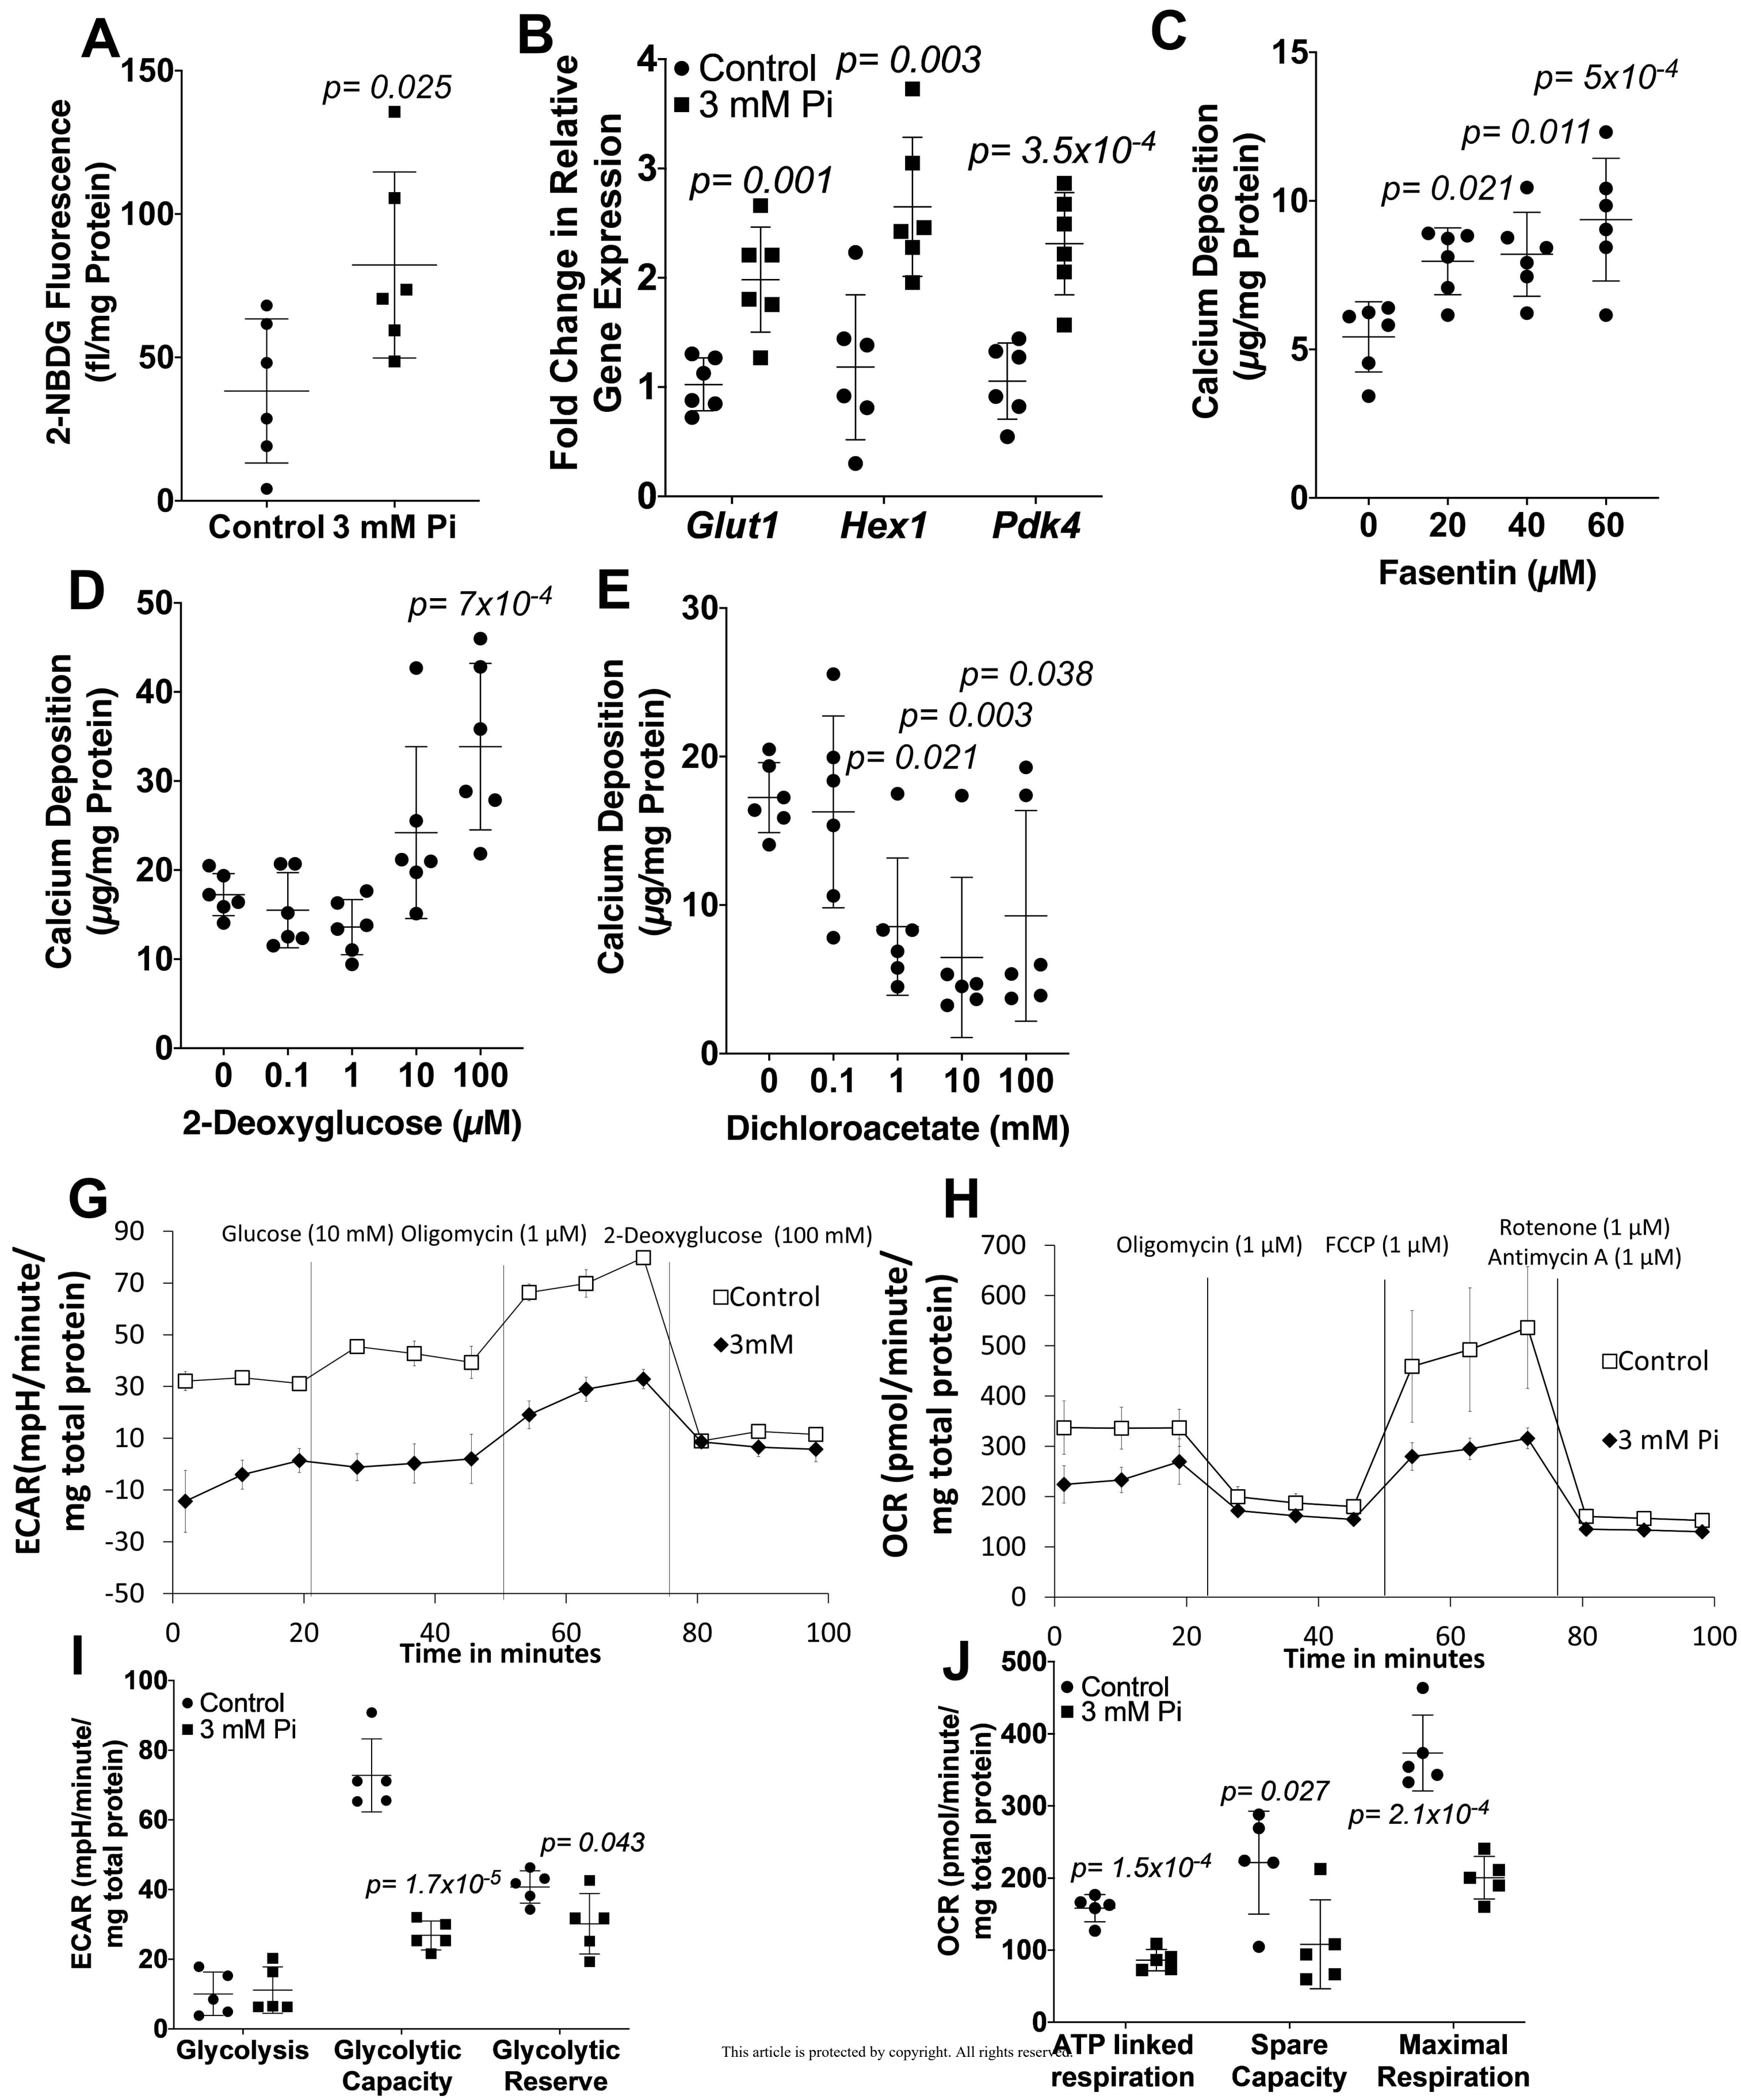 A
2-NBDG Fluorescence
(fl/mg Protein)
150
100
50
0
p= 0.025
Control 3 mM Pi
B
Fold Change in Relative
Gene Expression
4
3
2
1
0
Control
3 mM Pi
p= 0.001
p= 0.003
p= 3.5x10-4
Glut1 Hex1 Pdk4
C
Calcium Deposition
(µg/mg Protein)
15
10
5
0
p= 0.021
p= 0.011
p= 5x10-4
0 20 40 60
Fasentin (µM)
D
Calcium Deposition
(µg/mg Protein)
50
40
30
20
10
0
p= 7x10-4
0 0.1 1 10 100
2-Deoxyglucose (µM)
E
Calcium Deposition
(µg/mg Protein)
30
20
10
0
p= 0.038
p= 0.003
p= 0.021
0 0.1 1 10 100
Dichloroacetate (mM)
G
ECAR(mpH/minute/
mg total protein)
90
70
50
30
10
-10
-30
-50
Glucose (10 mM) Oligomycin (1 µM) 2-Deoxyglucose (100 mM)
Control
3mM
0 20 40 60 80 100
Time in minutes
H
OCR (pmol/minute/
mg total protein)
700
600
500
400
300
200
100
0
Oligomycin (1 µM) FCCP (1 µM)
Rotenone (1 µM)
Antimycin A (1 µM)
Control
3 mM Pi
0 20 40 60 80 100
Time in minutes
I
ECAR (mpH/minute/
mg total protein)
100
80
60
40
20
0
Control
3 mM Pi
p= 1.7x10-5
p= 0.043
Glycolysis Glycolytic Glycolytic
Capacity Reserve
J
OCR (pmol/minute/
mg total protein)
500
400
300
200
100
0
Control
3 mM Pi
p= 1.5x10-4
p= 0.027
p= 2.1x10-4
ATP linked Spare Maximal
respiration Capacity Respiration
This article is protected by copyright. All rights reserved.